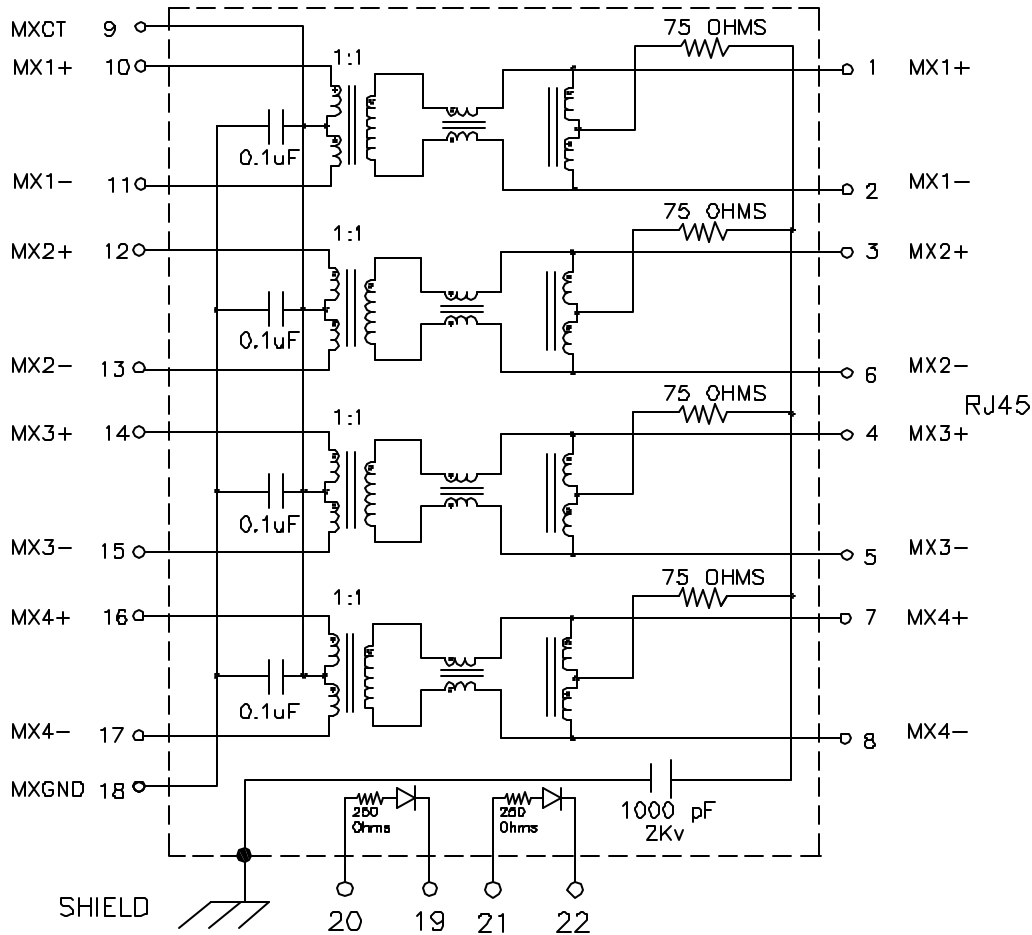 75 OHMS
MXCT 9
1:1
MX1+ 10
1 MX1+
0.1uF
MX1- 11
2 MX1-
75 OHMS
1:1
MX2+ 12
3 MX2+
0.1uF
MX2- 13
6 MX2-
75 OHMS
RJ45
1:1
MX3+ 14
4 MX3+
0.1uF
MX3- 15
5 MX3-
75 OHMS
1:1
MX4+ 16
7 MX4+
0.1uF
MX4- 17
8 MX4-
MXGND 18
250
Ohms
250
Ohms
1000 pF
2Kv
SHIELD
20 19 21 22